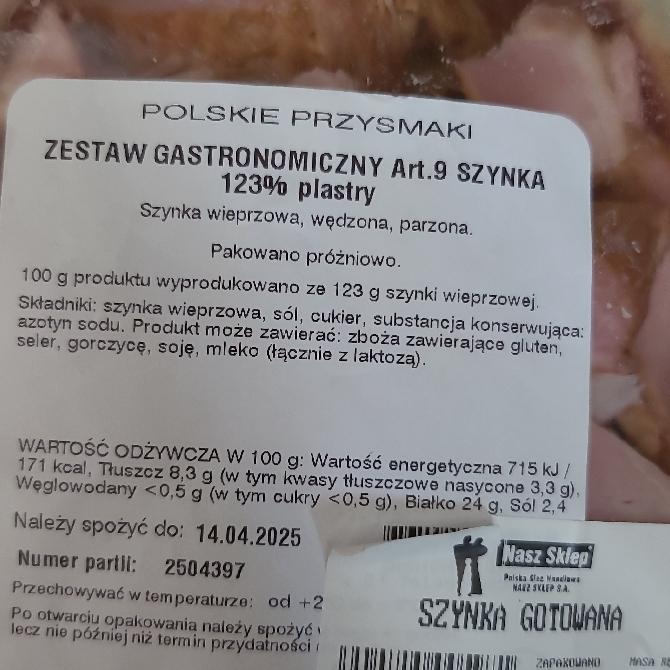 POLSKIE PRZYSMAKI
ZESTAW GASTRONOMICZNY Art.9 SZYNKA
123% plastry
Szynka wieprzowa, wędzona, parzona.
Pakowano próżniowo.
100 g produktu wyprodukowano ze 123 g szynki wieprzowej.
Składniki: szynka wieprzowa, sól, cukier, substancja konserwująca:
azotyn sodu. Produkt może zawierać: zboża zawierające gluten,
seler, gorczycę, soję, mleko (łącznie z laktozą).
WARTOŚĆ ODŻYWCZA W 100 g: Wartość energetyczna 715 kJ /
171 kcal, Tłuszcz 8,3 g (w tym kwasy tłuszczowe nasycone 3,3 g),
Węglowodany <0,5 g (w tym cukry <0,5 g), Białko 24 g, Sól 2,4
Należy spożyć do: 14.04.2025
Numer partii: 2504397
Przechowywać w temperaturze: od +2
Po otwarciu opakowania należy spożyć
lecz nie później niż termin przydatności
Nasz Sklep
Polska Sieć Handlowa
NASZ SKLEP S.A.
SZYNKA GOTOWANA
ZAPAKOWANO MASA